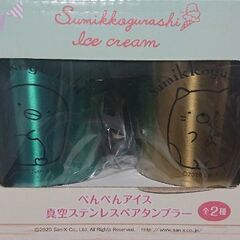 Sumikkogurashi
Ice cream
ぺんぺんアイス
真空ステンレスペアタンブラー
全2種
©2020 San-X Co., Ltd. All Rights Reserved.